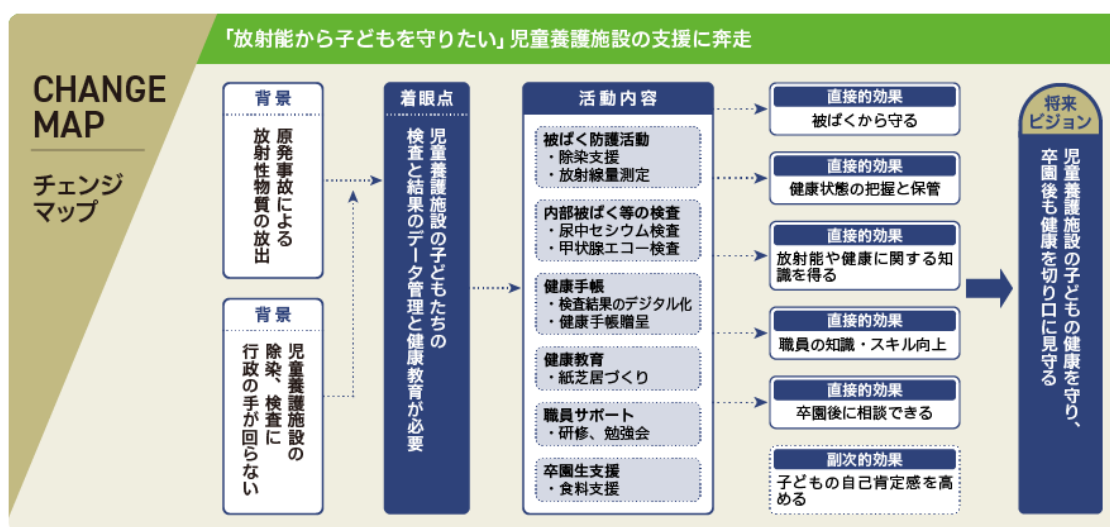 「放射能から子どもを守りたい」児童養護施設の支援に奔走
CHANGE
MAP
チェンジ
マップ
背景
原発事故による
放射性物質の放出
背景
児童養護施設の
除染、検査に
行政の手が回らない
着眼点
児童養護施設の子どもたちの
検査と結果のデータ管理と健康教育が必要
活動内容
被ばく防護活動
・除染支援
・放射線量測定
内部被ばく等の検査
・尿中セシウム検査
・甲状腺エコー検査
健康手帳
・検査結果のデジタル化
・健康手帳贈呈
健康教育
・紙芝居づくり
職員サポート
・研修、勉強会
卒園生支援
・食料支援
直接的効果
被ばくから守る
直接的効果
健康状態の把握と保管
直接的効果
放射能や健康に関する知
識を得る
直接的効果
職員の知識・スキル向上
直接的効果
卒園後に相談できる
副次的効果
子どもの自己肯定感を高
める
将来
ビジョン
児童養護施設の子どもの健康を守り、
卒園後も健康を切り口に見守る